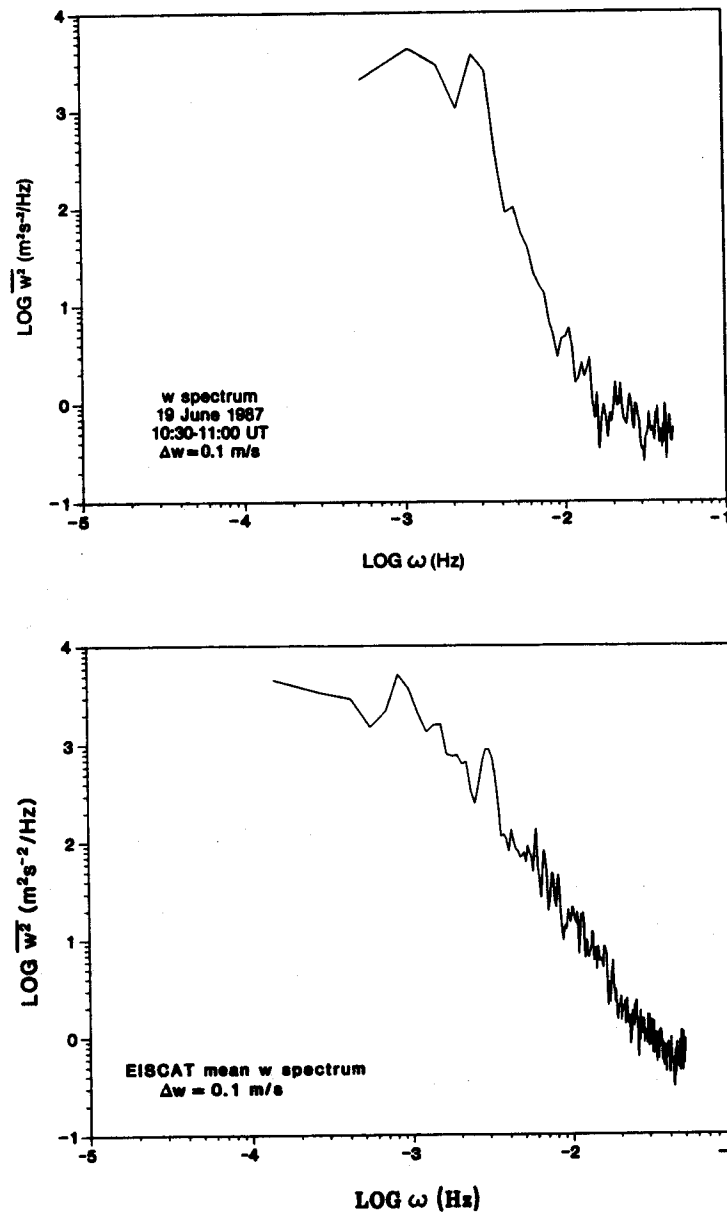 4
3
2
1
0
−1
LOG w² (m²s⁻²/Hz)
w spectrum
19 June 1987
10:30-11:00 UT
Δw = 0.1 m/s
−5
−4
−3
−2
−1
LOG ω (Hz)
4
3
2
1
0
−1
LOG w² (m²s⁻²/Hz)
EISCAT mean w spectrum
Δw = 0.1 m/s
−5
−4
−3
−2
LOG ω (Hz)